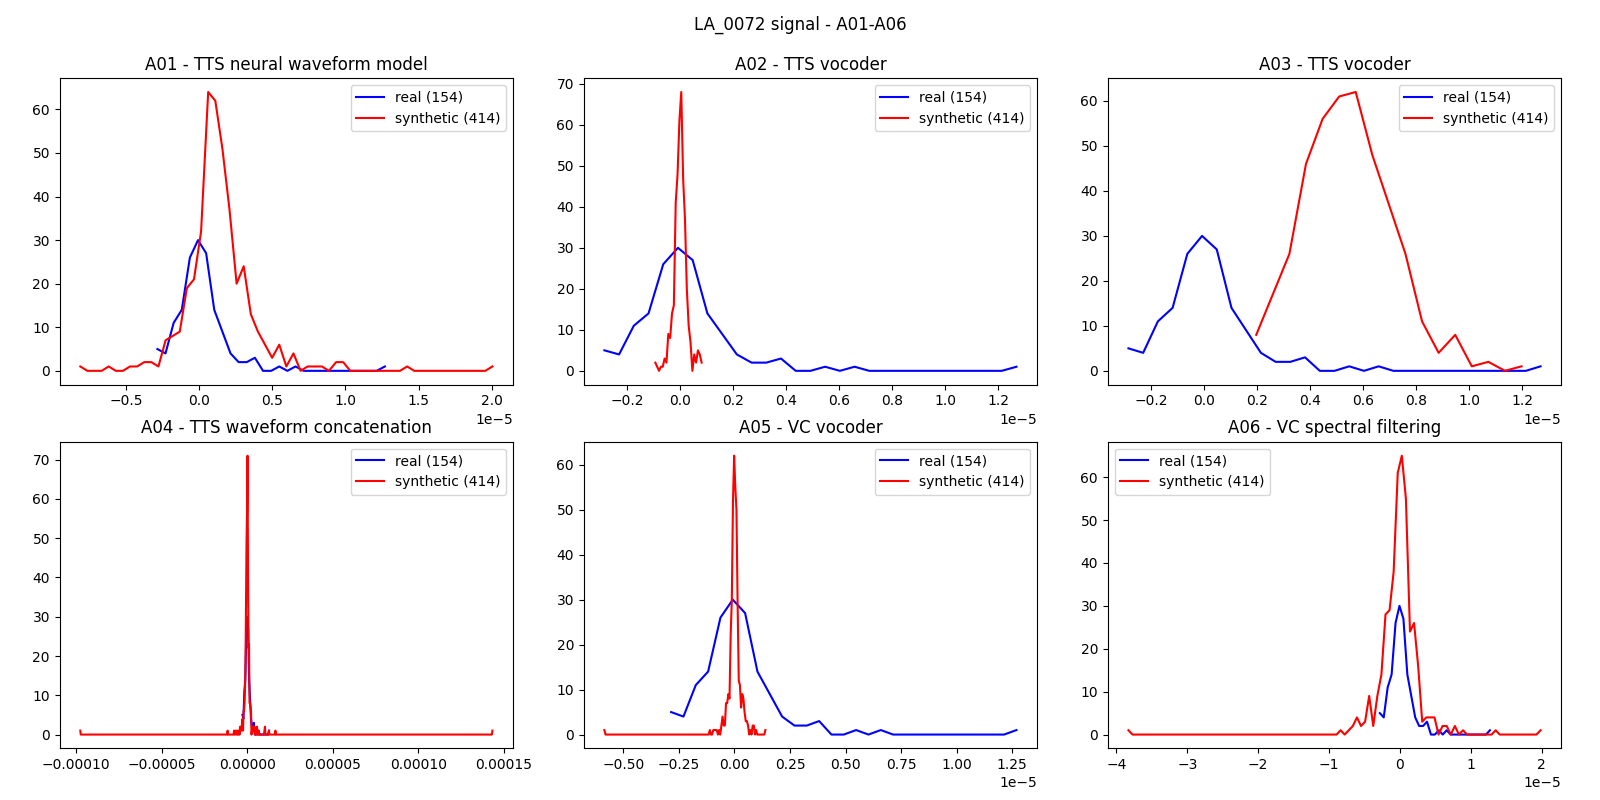 LA_0072 signal - A01-A06
A01 - TTS neural waveform model
real (154)
synthetic (414)
60
50
40
30
20
10
0
−0.5 0.0 0.5 1.0 1.5 2.0
1e−5
A02 - TTS vocoder
real (154)
synthetic (414)
70
60
50
40
30
20
10
0
−0.2 0.0 0.2 0.4 0.6 0.8 1.0 1.2
1e−5
A03 - TTS vocoder
real (154)
synthetic (414)
60
50
40
30
20
10
0
−0.2 0.0 0.2 0.4 0.6 0.8 1.0 1.2
1e−5
A04 - TTS waveform concatenation
real (154)
synthetic (414)
70
60
50
40
30
20
10
0
−0.00010 −0.00005 0.00000 0.00005 0.00010 0.00015
A05 - VC vocoder
real (154)
synthetic (414)
60
50
40
30
20
10
0
−0.50 −0.25 0.00 0.25 0.50 0.75 1.00 1.25
1e−5
A06 - VC spectral filtering
real (154)
synthetic (414)
60
50
40
30
20
10
0
−4 −3 −2 −1 0 1 2
1e−5